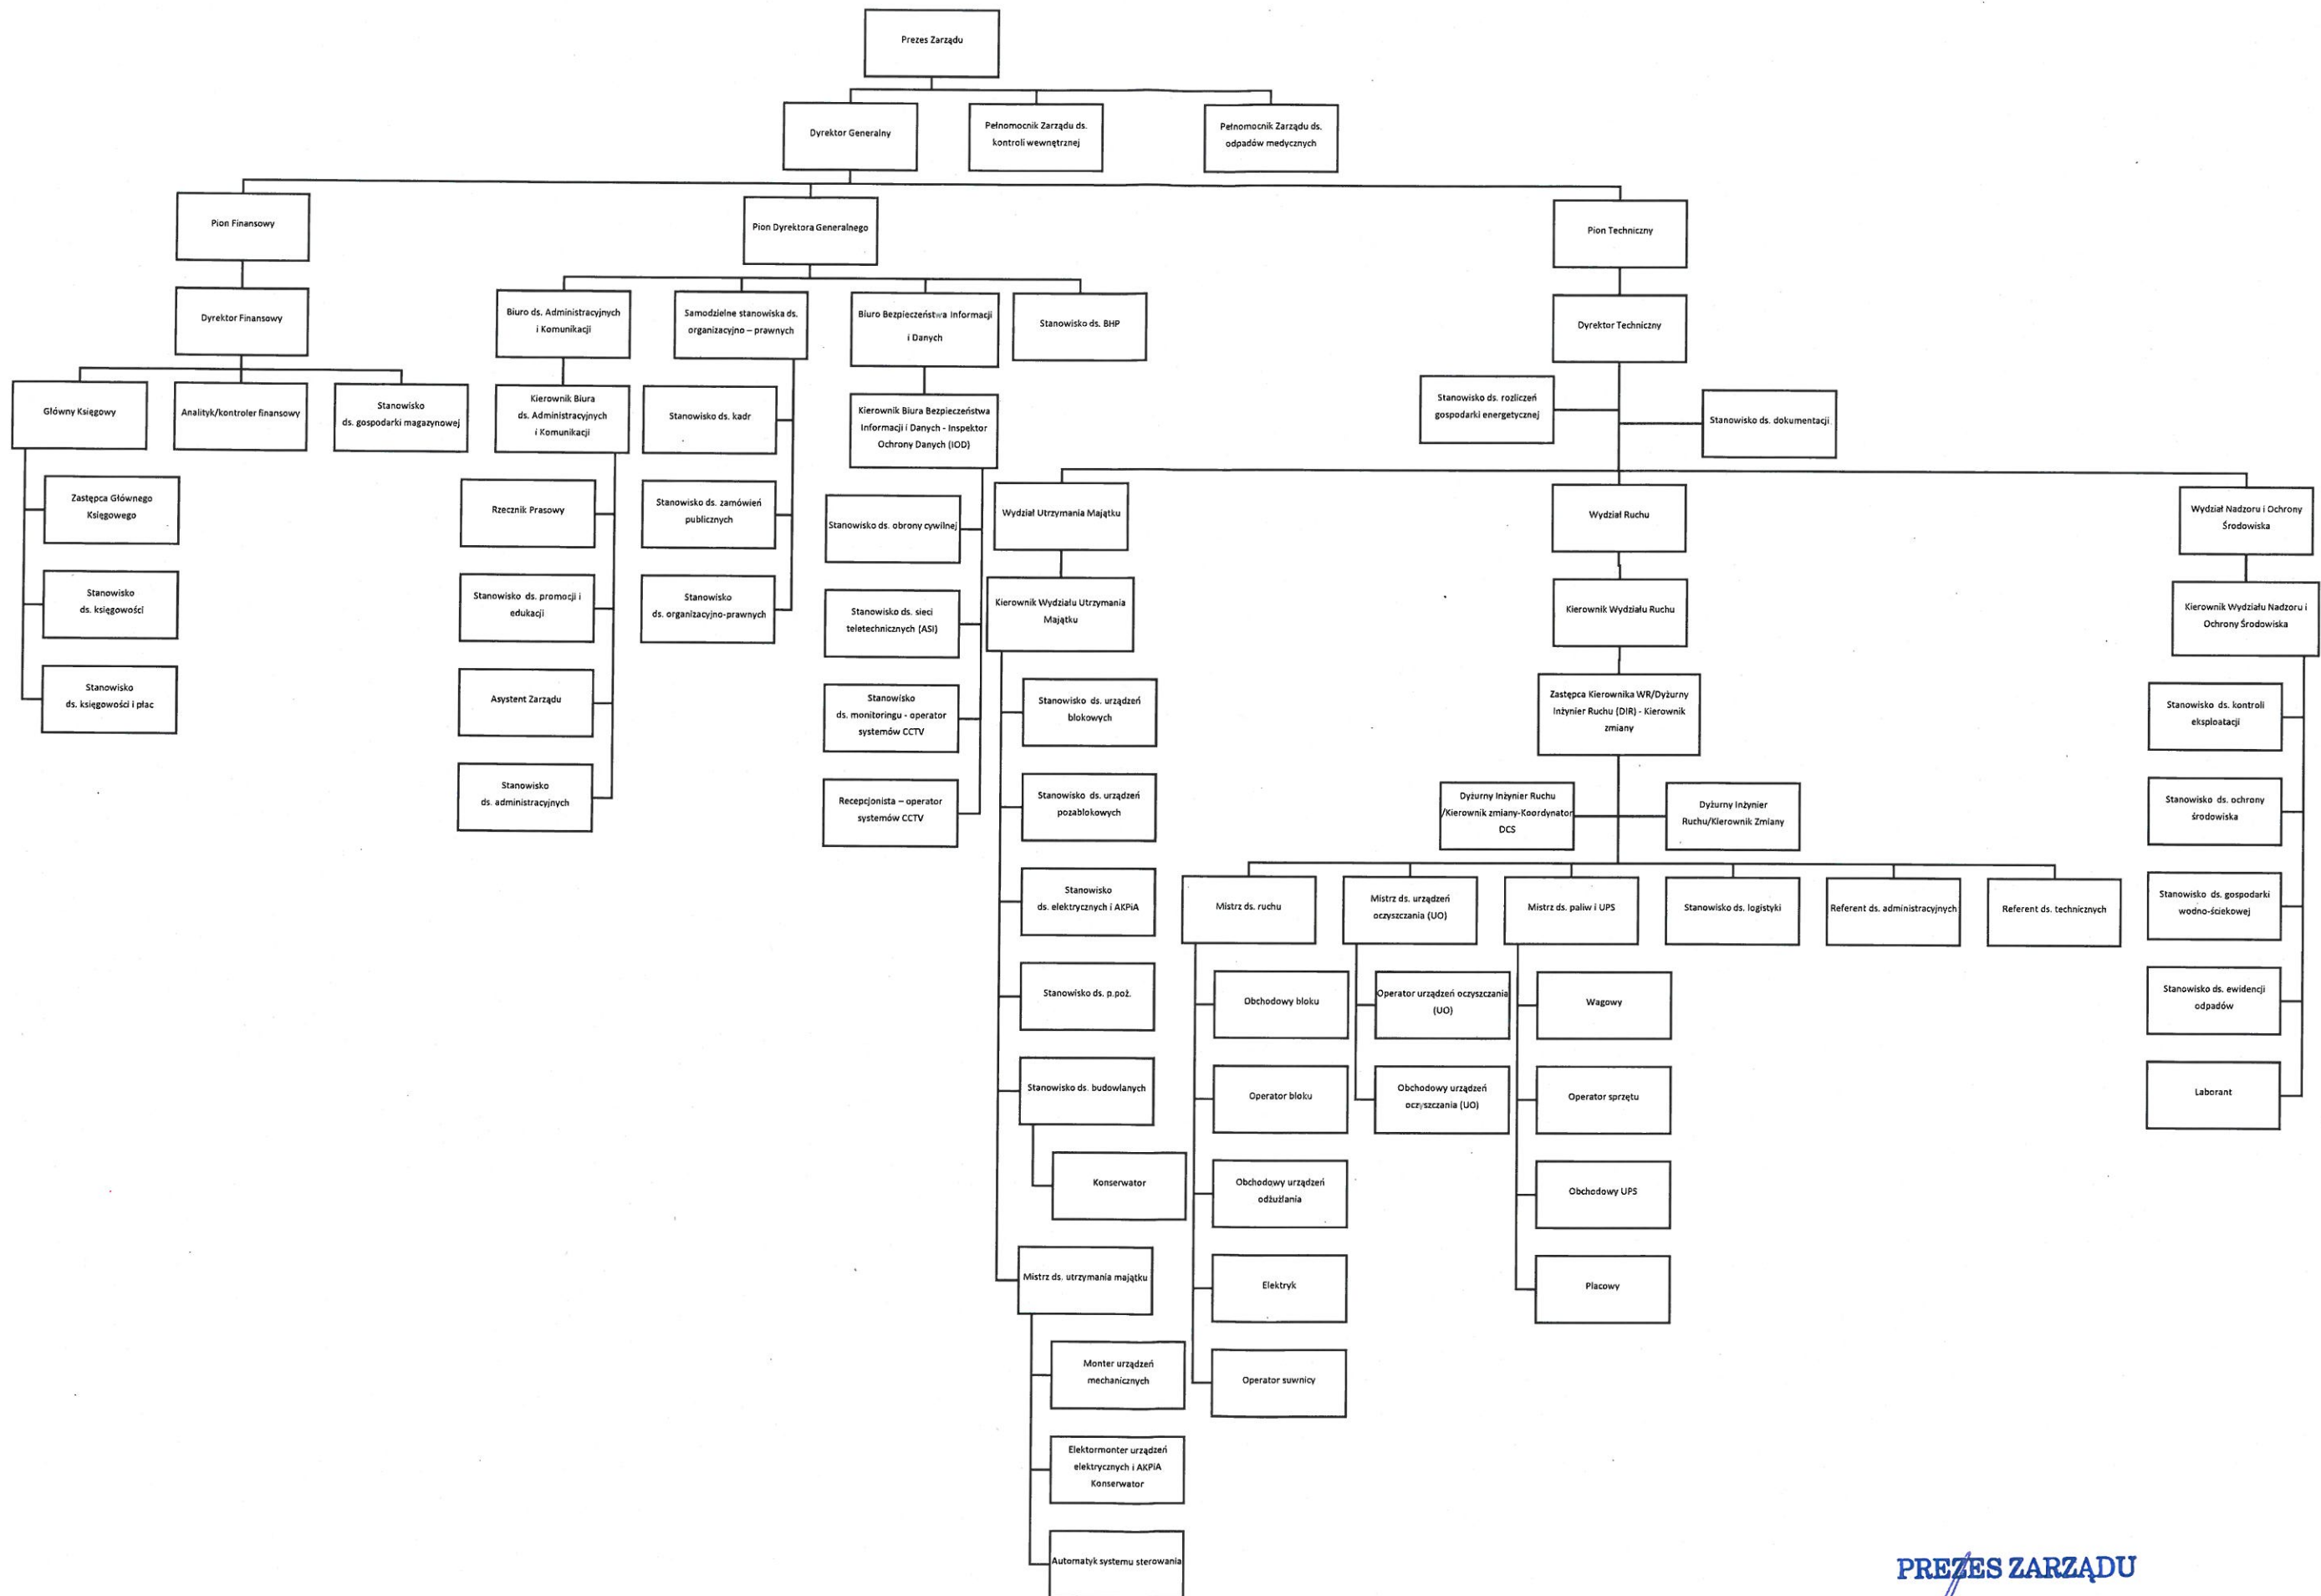 Prezes Zarządu
Dyrektor Generalny
Pełnomocnik Zarządu ds.
kontroli wewnętrznej
Pełnomocnik Zarządu ds.
odpadów medycznych
Pion Finansowy
Pion Dyrektora Generalnego
Pion Techniczny
Dyrektor Finansowy
Biuro ds. Administracyjnych
i Komunikacji
Samodzielne stanowiska ds.
organizacyjno – prawnych
Biuro Bezpieczeństwa Informacji
i Danych
Stanowisko ds. BHP
Dyrektor Techniczny
Główny Księgowy
Analityk/kontroler finansowy
Stanowisko
ds. gospodarki magazynowej
Kierownik Biura
ds. Administracyjnych
i Komunikacji
Stanowisko ds. kadr
Kierownik Biura Bezpieczeństwa
Informacji i Danych - Inspektor
Ochrony Danych (IOD)
Stanowisko ds. rozliczeń
gospodarki energetycznej
Stanowisko ds. dokumentacji
Zastępca Głównego
Księgowego
Rzecznik Prasowy
Stanowisko ds. zamówień
publicznych
Stanowisko ds. obrony cywilnej
Wydział Utrzymania Majątku
Wydział Ruchu
Wydział Nadzoru i Ochrony
Środowiska
Stanowisko
ds. księgowości
Stanowisko ds. promocji i
edukacji
Stanowisko
ds. organizacyjno-prawnych
Stanowisko ds. sieci
teletechnicznych (ASI)
Kierownik Wydziału Utrzymania
Majątku
Kierownik Wydziału Ruchu
Kierownik Wydziału Nadzoru i
Ochrony Środowiska
Stanowisko
ds. księgowości i płac
Asystent Zarządu
Stanowisko
ds. monitoringu - operator
systemów CCTV
Stanowisko ds. urządzeń
blokowych
Zastępca Kierownika WR/Dyżurny
Inżynier Ruchu (DIR) - Kierownik
zmiany
Stanowisko ds. kontroli
eksploatacji
Stanowisko
ds. administracyjnych
Recepcjonista – operator
systemów CCTV
Stanowisko ds. urządzeń
pozablokowych
Dyżurny Inżynier Ruchu
/Kierownik zmiany-Koordynator
DCS
Dyżurny Inżynier
Ruchu/Kierownik Zmiany
Stanowisko ds. ochrony
środowiska
Stanowisko
ds. elektrycznych i AKPiA
Mistrz ds. ruchu
Mistrz ds. urządzeń
oczyszczania (UO)
Mistrz ds. paliw i UPS
Stanowisko ds. logistyki
Referent ds. administracyjnych
Referent ds. technicznych
Stanowisko ds. gospodarki
wodno-ściekowej
Stanowisko ds. p.poż.
Obchodowy bloku
Operator urządzeń oczyszczania
(UO)
Wagowy
Stanowisko ds. ewidencji
odpadów
Stanowisko ds. budowlanych
Operator bloku
Obchodowy urządzeń
oczyszczania (UO)
Operator sprzętu
Laborant
Konserwator
Obchodowy urządzeń
odżużlania
Obchodowy UPS
Mistrz ds. utrzymania majątku
Elektryk
Placowy
Monter urządzeń
mechanicznych
Operator suwnicy
Elektormonter urządzeń
elektrycznych i AKPiA
Konserwator
Automatyk systemu sterowania
PREZES ZARZĄDU